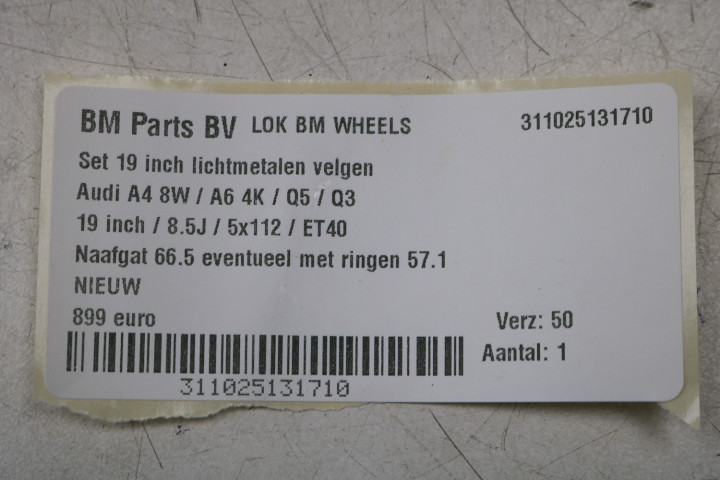 BM Parts BV LOK BM WHEELS 311025131710
Set 19 inch lichtmetalen velgen
Audi A4 8W / A6 4K / Q5 / Q3
19 inch / 8.5J / 5x112 / ET40
Naafgat 66.5 eventueel met ringen 57.1
NIEUW
899 euro Verz: 50
Aantal: 1
311025131710